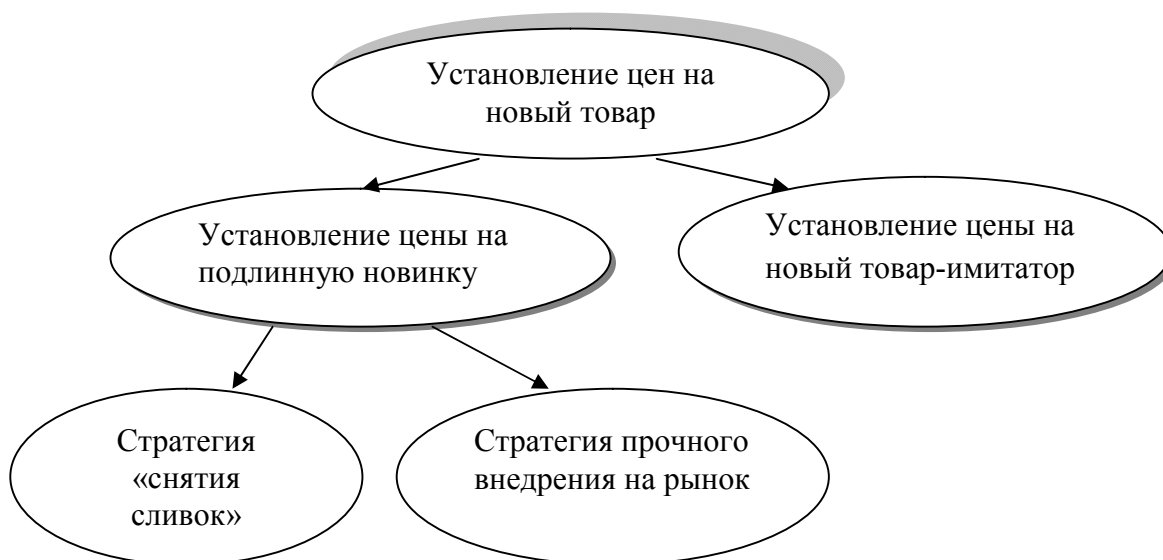 Установление цен на
новый товар
Установление цены на
подлинную новинку
Установление цены на
новый товар-имитатор
Стратегия
«снятия
сливок»
Стратегия прочного
внедрения на рынок